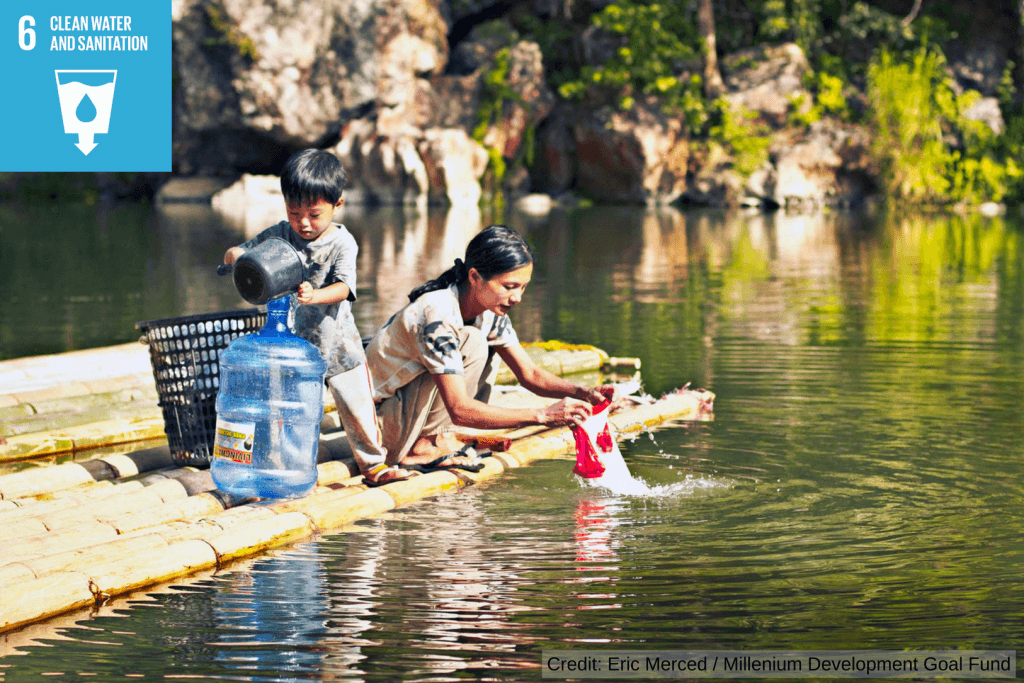 6 CLEAN WATER
AND SANITATION
Credit: Eric Merced / Millenium Development Goal Fund